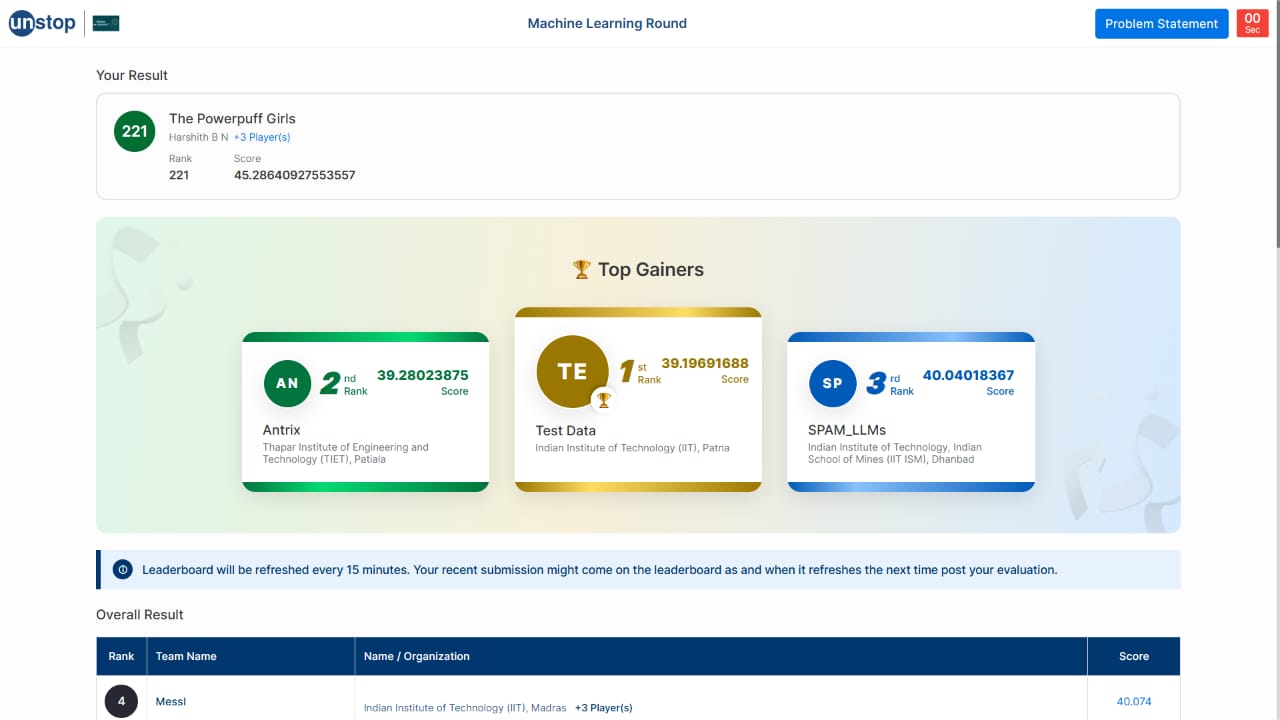 unstop
Machine Learning Round
Problem Statement
00
Sec
Your Result
221
The Powerpuff Girls
Harshith B N +3 Player(s)
Rank Score
221 45.28640927553557
Top Gainers
AN
2 nd Rank
39.28023875
Score
Antrix
Thapar Institute of Engineering and
Technology (TIET), Patiala
TE
1 st Rank
39.19691688
Score
Test Data
Indian Institute of Technology (IIT), Patna
SP
3 rd Rank
40.04018367
Score
SPAM_LLMs
Indian Institute of Technology, Indian
School of Mines (IIT ISM), Dhanbad
Leaderboard will be refreshed every 15 minutes. Your recent submission might come on the leaderboard as and when it refreshes the next time post your evaluation.
Overall Result
Rank Team Name Name / Organization Score
4 Messl Indian Institute of Technology (IIT), Madras +3 Player(s) 40.074